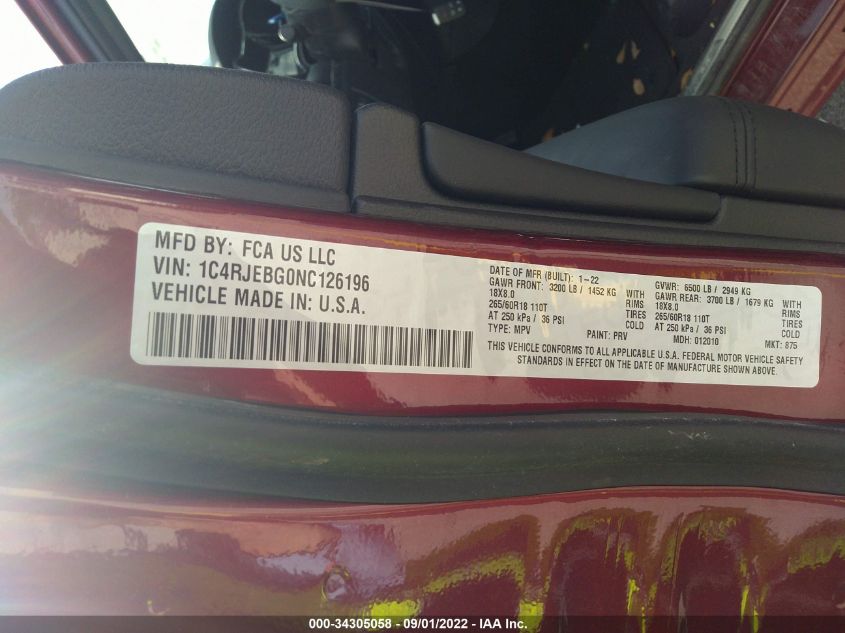 MFD BY: FCA US LLC
VIN: 1C4RJEBG0NC126196
VEHICLE MADE IN: U.S.A.
DATE OF MFR (BUILT): 1-22
GAWR FRONT: 3200 LB / 1452 KG WITH
18X8.0 RIMS
265/60R18 110T TIRES
AT 250 kPa / 36 PSI COLD
TYPE: MPV PAINT: PRV
GVWR: 6500 LB / 2949 KG
GAWR REAR: 3700 LB / 1679 KG WITH
18X8.0 RIMS
265/60R18 110T TIRES
AT 250 kPa / 36 PSI COLD
MDH: 012010 MKT: 875
THIS VEHICLE CONFORMS TO ALL APPLICABLE U.S.A. FEDERAL MOTOR VEHICLE SAFETY
STANDARDS IN EFFECT ON THE DATE OF MANUFACTURE SHOWN ABOVE.
000-34305058 - 09/01/2022 - IAA Inc.